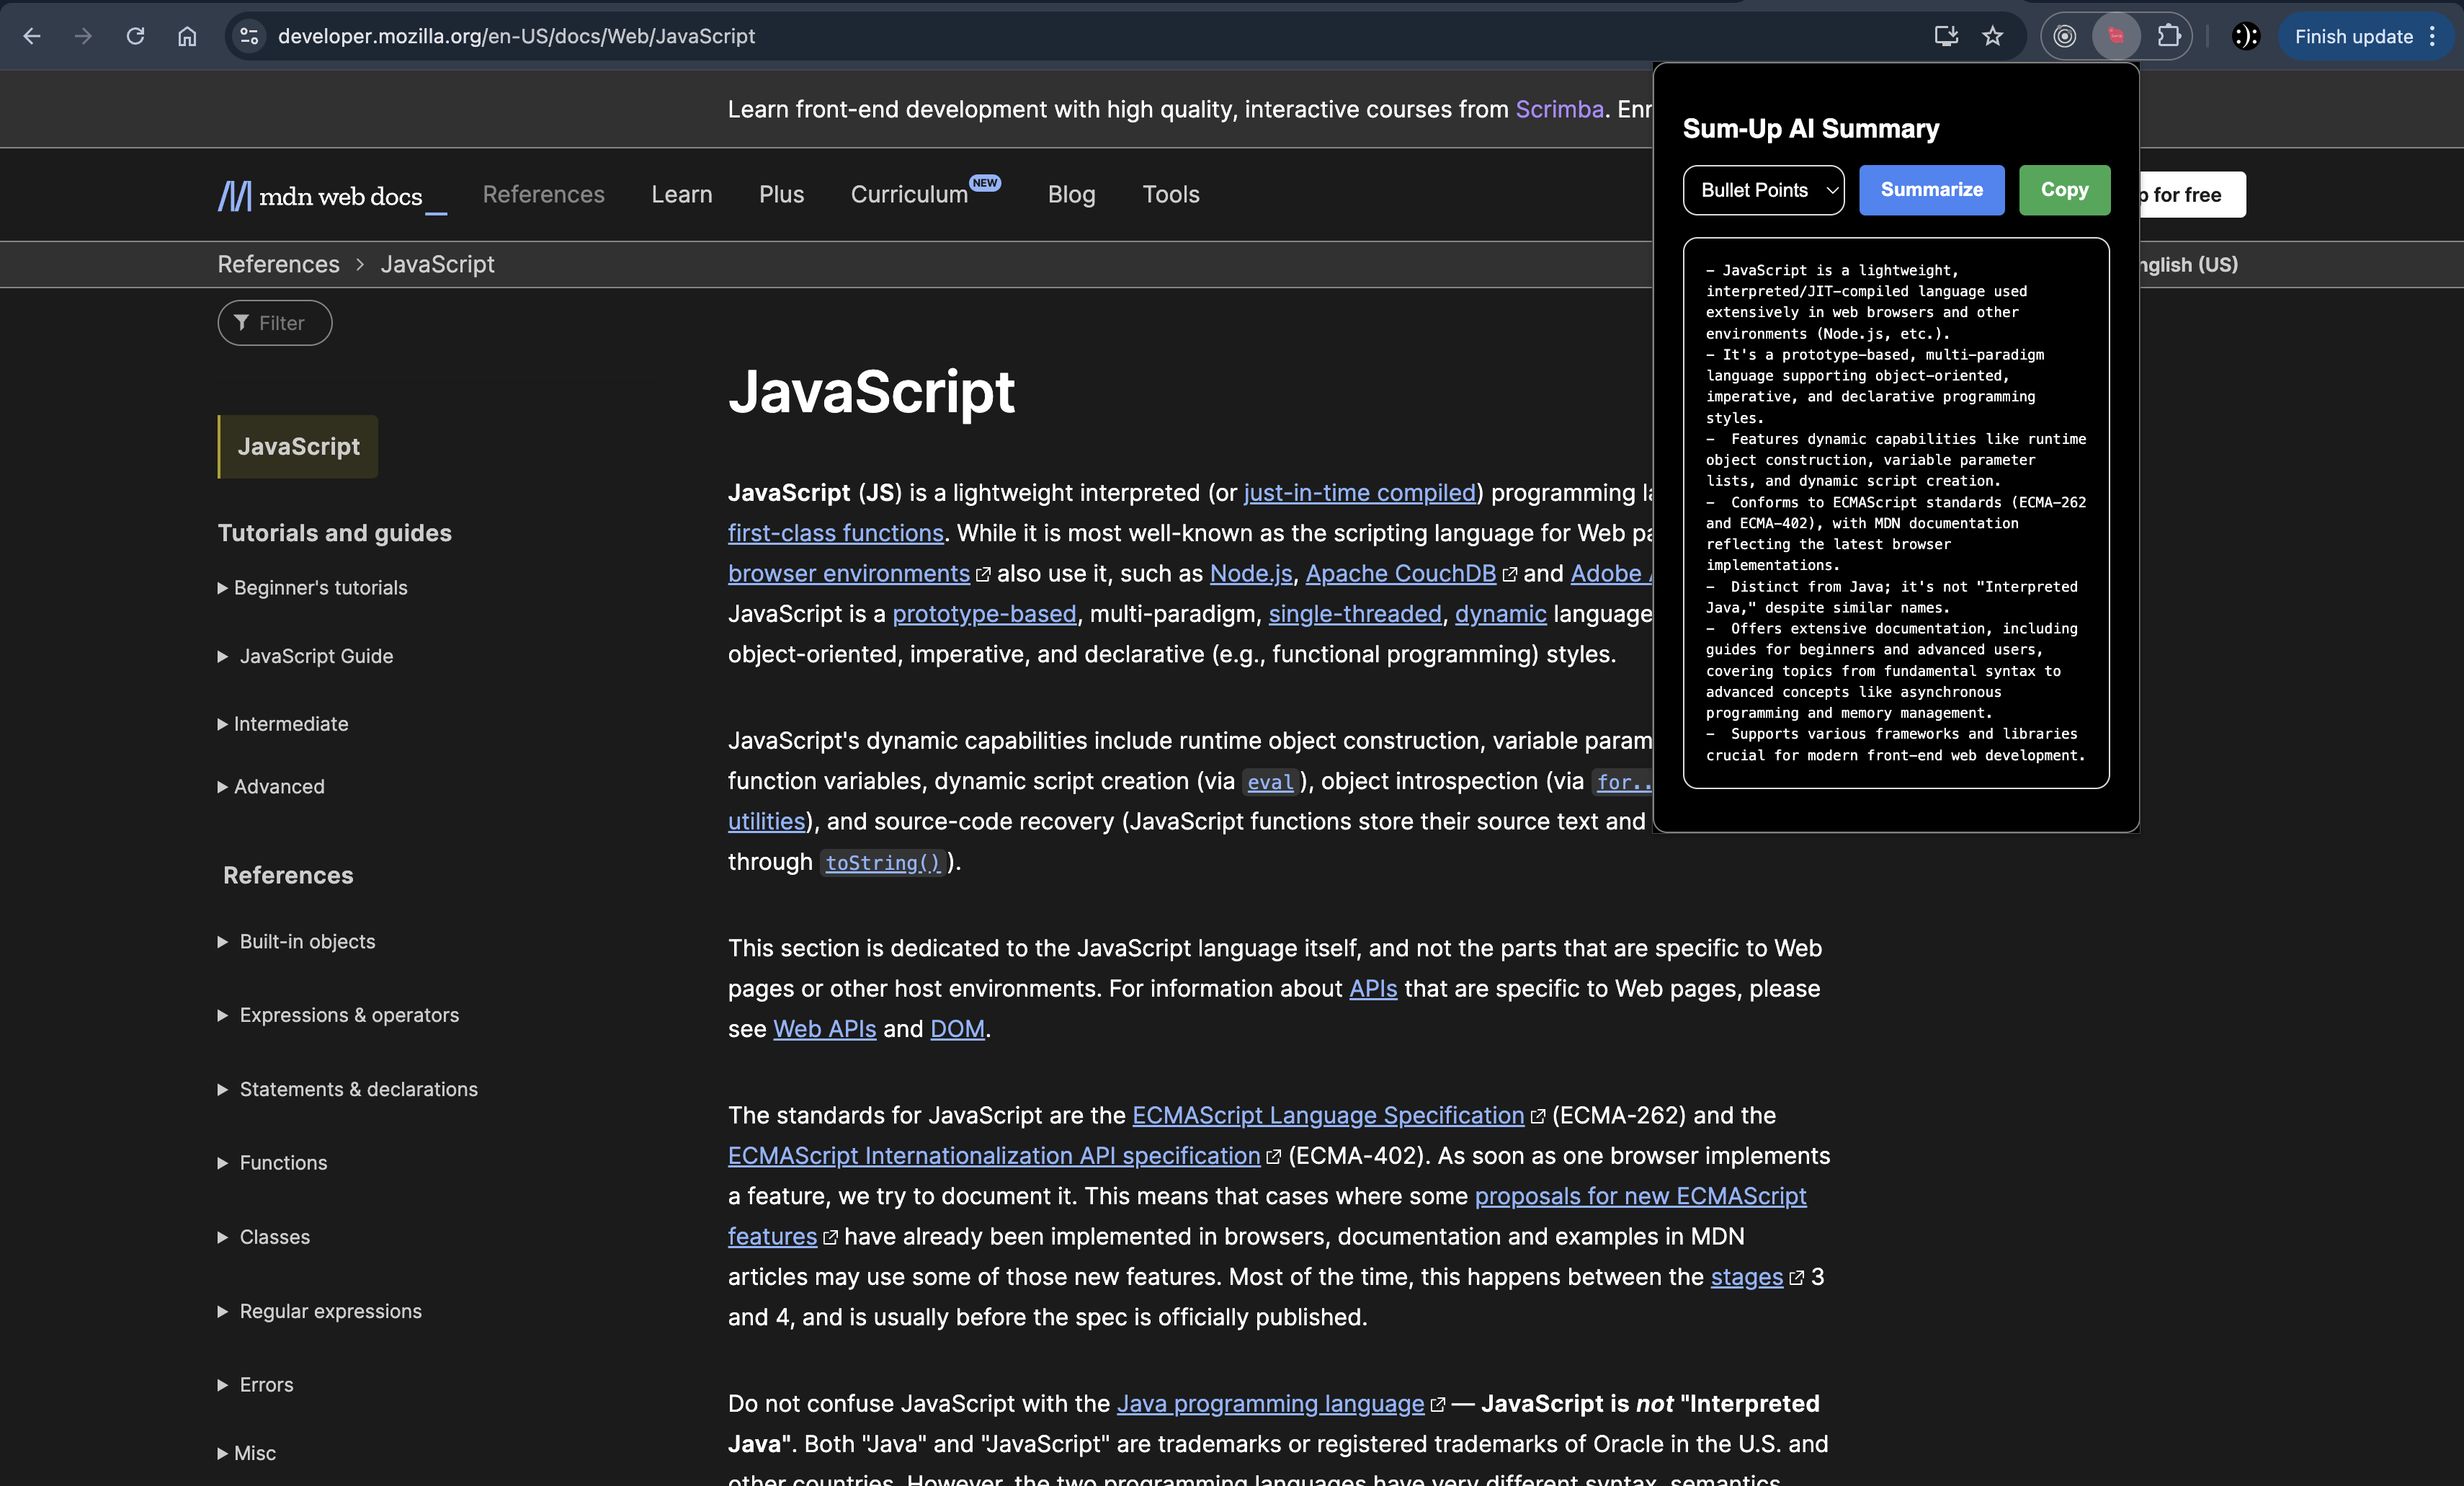 developer.mozilla.org/en-US/docs/Web/JavaScript
Finish update
Learn front-end development with high quality, interactive courses from Scrimba. Enr
mdn web docs_
References
Learn
Plus
Curriculum NEW
Blog
Tools
p for free
References > JavaScript
nglish (US)
Filter
JavaScript
Tutorials and guides
Beginner's tutorials
JavaScript Guide
Intermediate
Advanced
References
Built-in objects
Expressions & operators
Statements & declarations
Functions
Classes
Regular expressions
Errors
Misc
JavaScript
JavaScript (JS) is a lightweight interpreted (or just-in-time compiled) programming la
first-class functions. While it is most well-known as the scripting language for Web pa
browser environments also use it, such as Node.js, Apache CouchDB and Adobe A
JavaScript is a prototype-based, multi-paradigm, single-threaded, dynamic language
object-oriented, imperative, and declarative (e.g., functional programming) styles.
JavaScript's dynamic capabilities include runtime object construction, variable param
function variables, dynamic script creation (via eval), object introspection (via for..
utilities), and source-code recovery (JavaScript functions store their source text and
through toString()).
This section is dedicated to the JavaScript language itself, and not the parts that are specific to Web
pages or other host environments. For information about APIs that are specific to Web pages, please
see Web APIs and DOM.
The standards for JavaScript are the ECMAScript Language Specification (ECMA-262) and the
ECMAScript Internationalization API specification (ECMA-402). As soon as one browser implements
a feature, we try to document it. This means that cases where some proposals for new ECMAScript
features have already been implemented in browsers, documentation and examples in MDN
articles may use some of those new features. Most of the time, this happens between the stages 3
and 4, and is usually before the spec is officially published.
Do not confuse JavaScript with the Java programming language — JavaScript is not "Interpreted
Java". Both "Java" and "JavaScript" are trademarks or registered trademarks of Oracle in the U.S. and
other countries. However, the two programming languages have very different syntax, semantics,
Sum-Up AI Summary
Bullet Points
Summarize
Copy
- JavaScript is a lightweight,
interpreted/JIT-compiled language used
extensively in web browsers and other
environments (Node.js, etc.).
- It's a prototype-based, multi-paradigm
language supporting object-oriented,
imperative, and declarative programming
styles.
- Features dynamic capabilities like runtime
object construction, variable parameter
lists, and dynamic script creation.
- Conforms to ECMAScript standards (ECMA-262
and ECMA-402), with MDN documentation
reflecting the latest browser
implementations.
- Distinct from Java; it's not "Interpreted
Java," despite similar names.
- Offers extensive documentation, including
guides for beginners and advanced users,
covering topics from fundamental syntax to
advanced concepts like asynchronous
programming and memory management.
- Supports various frameworks and libraries
crucial for modern front-end web development.